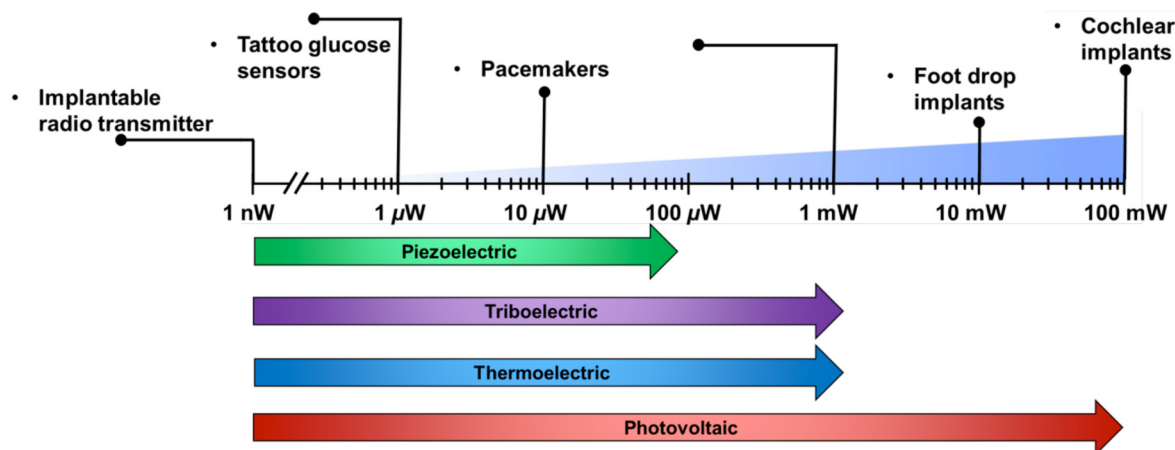 • Implantable
radio transmitter
• Tattoo glucose
sensors
• Pacemakers
• Foot drop
implants
• Cochlear
implants
1 nW
1 µW
10 µW
100 µW
1 mW
10 mW
100 mW
Piezoelectric
Triboelectric
Thermoelectric
Photovoltaic